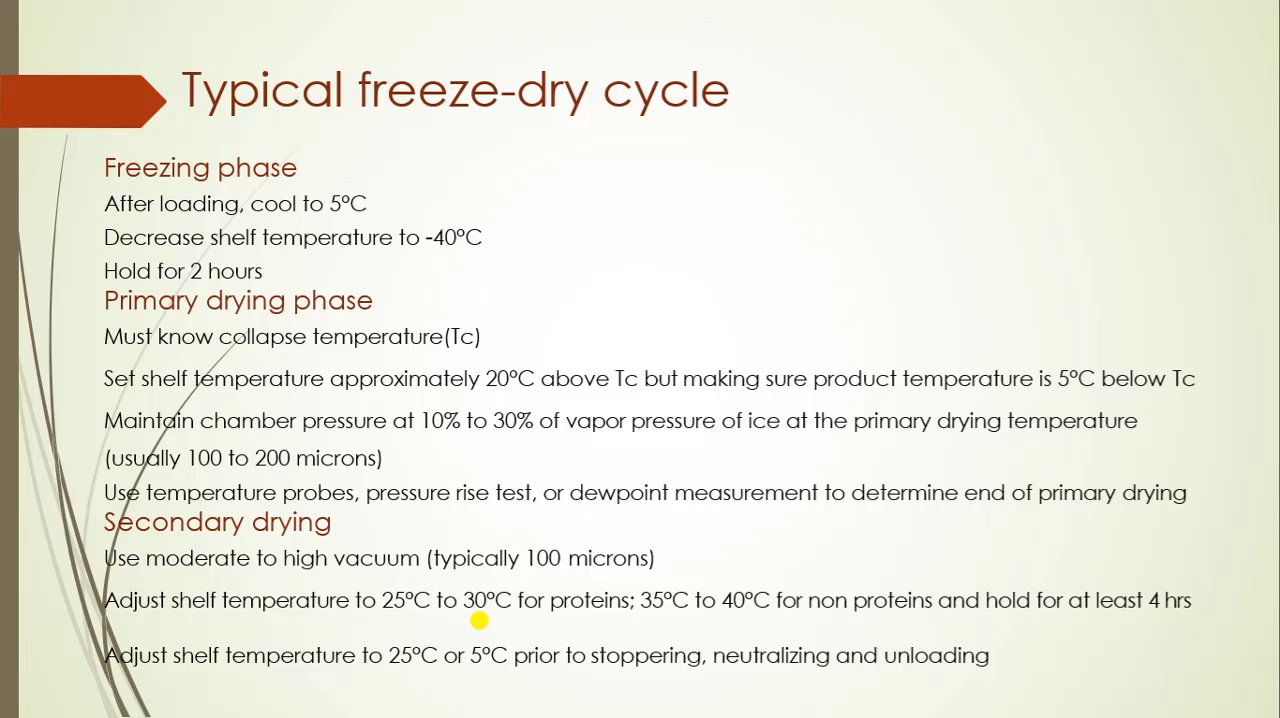 Typical freeze-dry cycle
Freezing phase
After loading, cool to 5°C
Decrease shelf temperature to -40°C
Hold for 2 hours
Primary drying phase
Must know collapse temperature(Tc)
Set shelf temperature approximately 20°C above Tc but making sure product temperature is 5°C below Tc
Maintain chamber pressure at 10% to 30% of vapor pressure of ice at the primary drying temperature
(usually 100 to 200 microns)
Use temperature probes, pressure rise test, or dewpoint measurement to determine end of primary drying
Secondary drying
Use moderate to high vacuum (typically 100 microns)
Adjust shelf temperature to 25°C to 30°C for proteins; 35°C to 40°C for non proteins and hold for at least 4 hrs
Adjust shelf temperature to 25°C or 5°C prior to stoppering, neutralizing and unloading